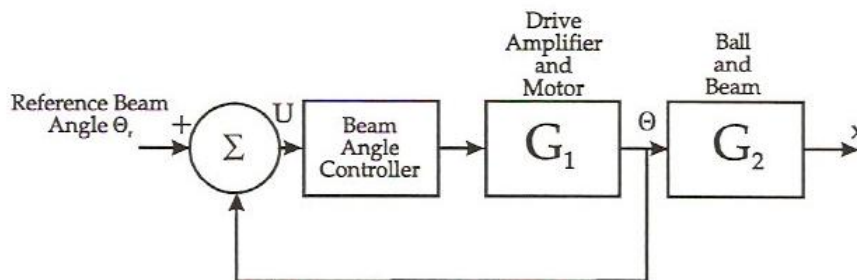 Drive
Amplifier
and
Motor
Ball
and
Beam
Reference Beam
Angle Θr
+
Σ
U
Beam
Angle
Controller
G1
Θ
G2
x